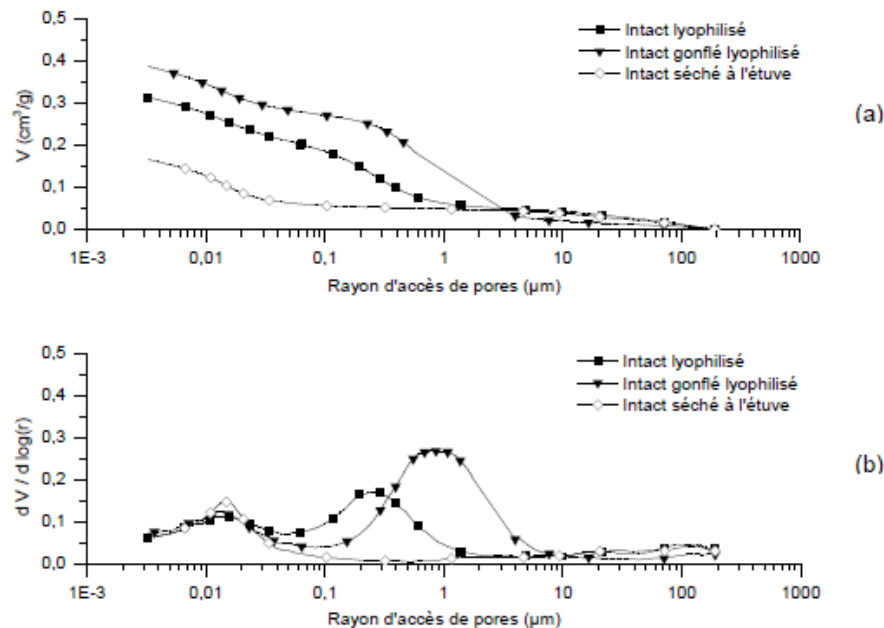 0,5
0,4
0,3
0,2
0,1
0,0
V (cm³/g)
Intact lyophilisé
Intact gonflé lyophilisé
Intact séché à l'étuve
(a)
1E-3 0,01 0,1 1 10 100 1000
Rayon d'accès de pores (µm)
0,5
0,4
0,3
0,2
0,1
0,0
d V / d log(r)
Intact lyophilisé
Intact gonflé lyophilisé
Intact séché à l'étuve
(b)
1E-3 0,01 0,1 1 10 100 1000
Rayon d'accès de pores (µm)